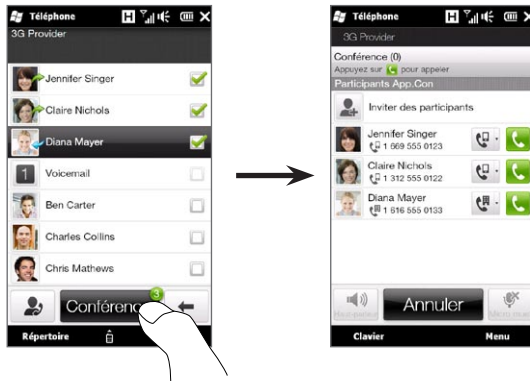 Téléphone
3G Provider
Jennifer Singer
Claire Nichols
Diana Mayer
1 Voicemail
Ben Carter
Charles Collins
Chris Mathews
3
Conférenc
Répertoire
Téléphone
3G Provider
Conférence (0)
Appuyez sur pour appeler
Participants App.Con
Inviter des participants
Jennifer Singer
1 669 555 0123
Claire Nichols
1 312 555 0122
Diana Mayer
1 616 555 0133
Annuler
Clavier Menu